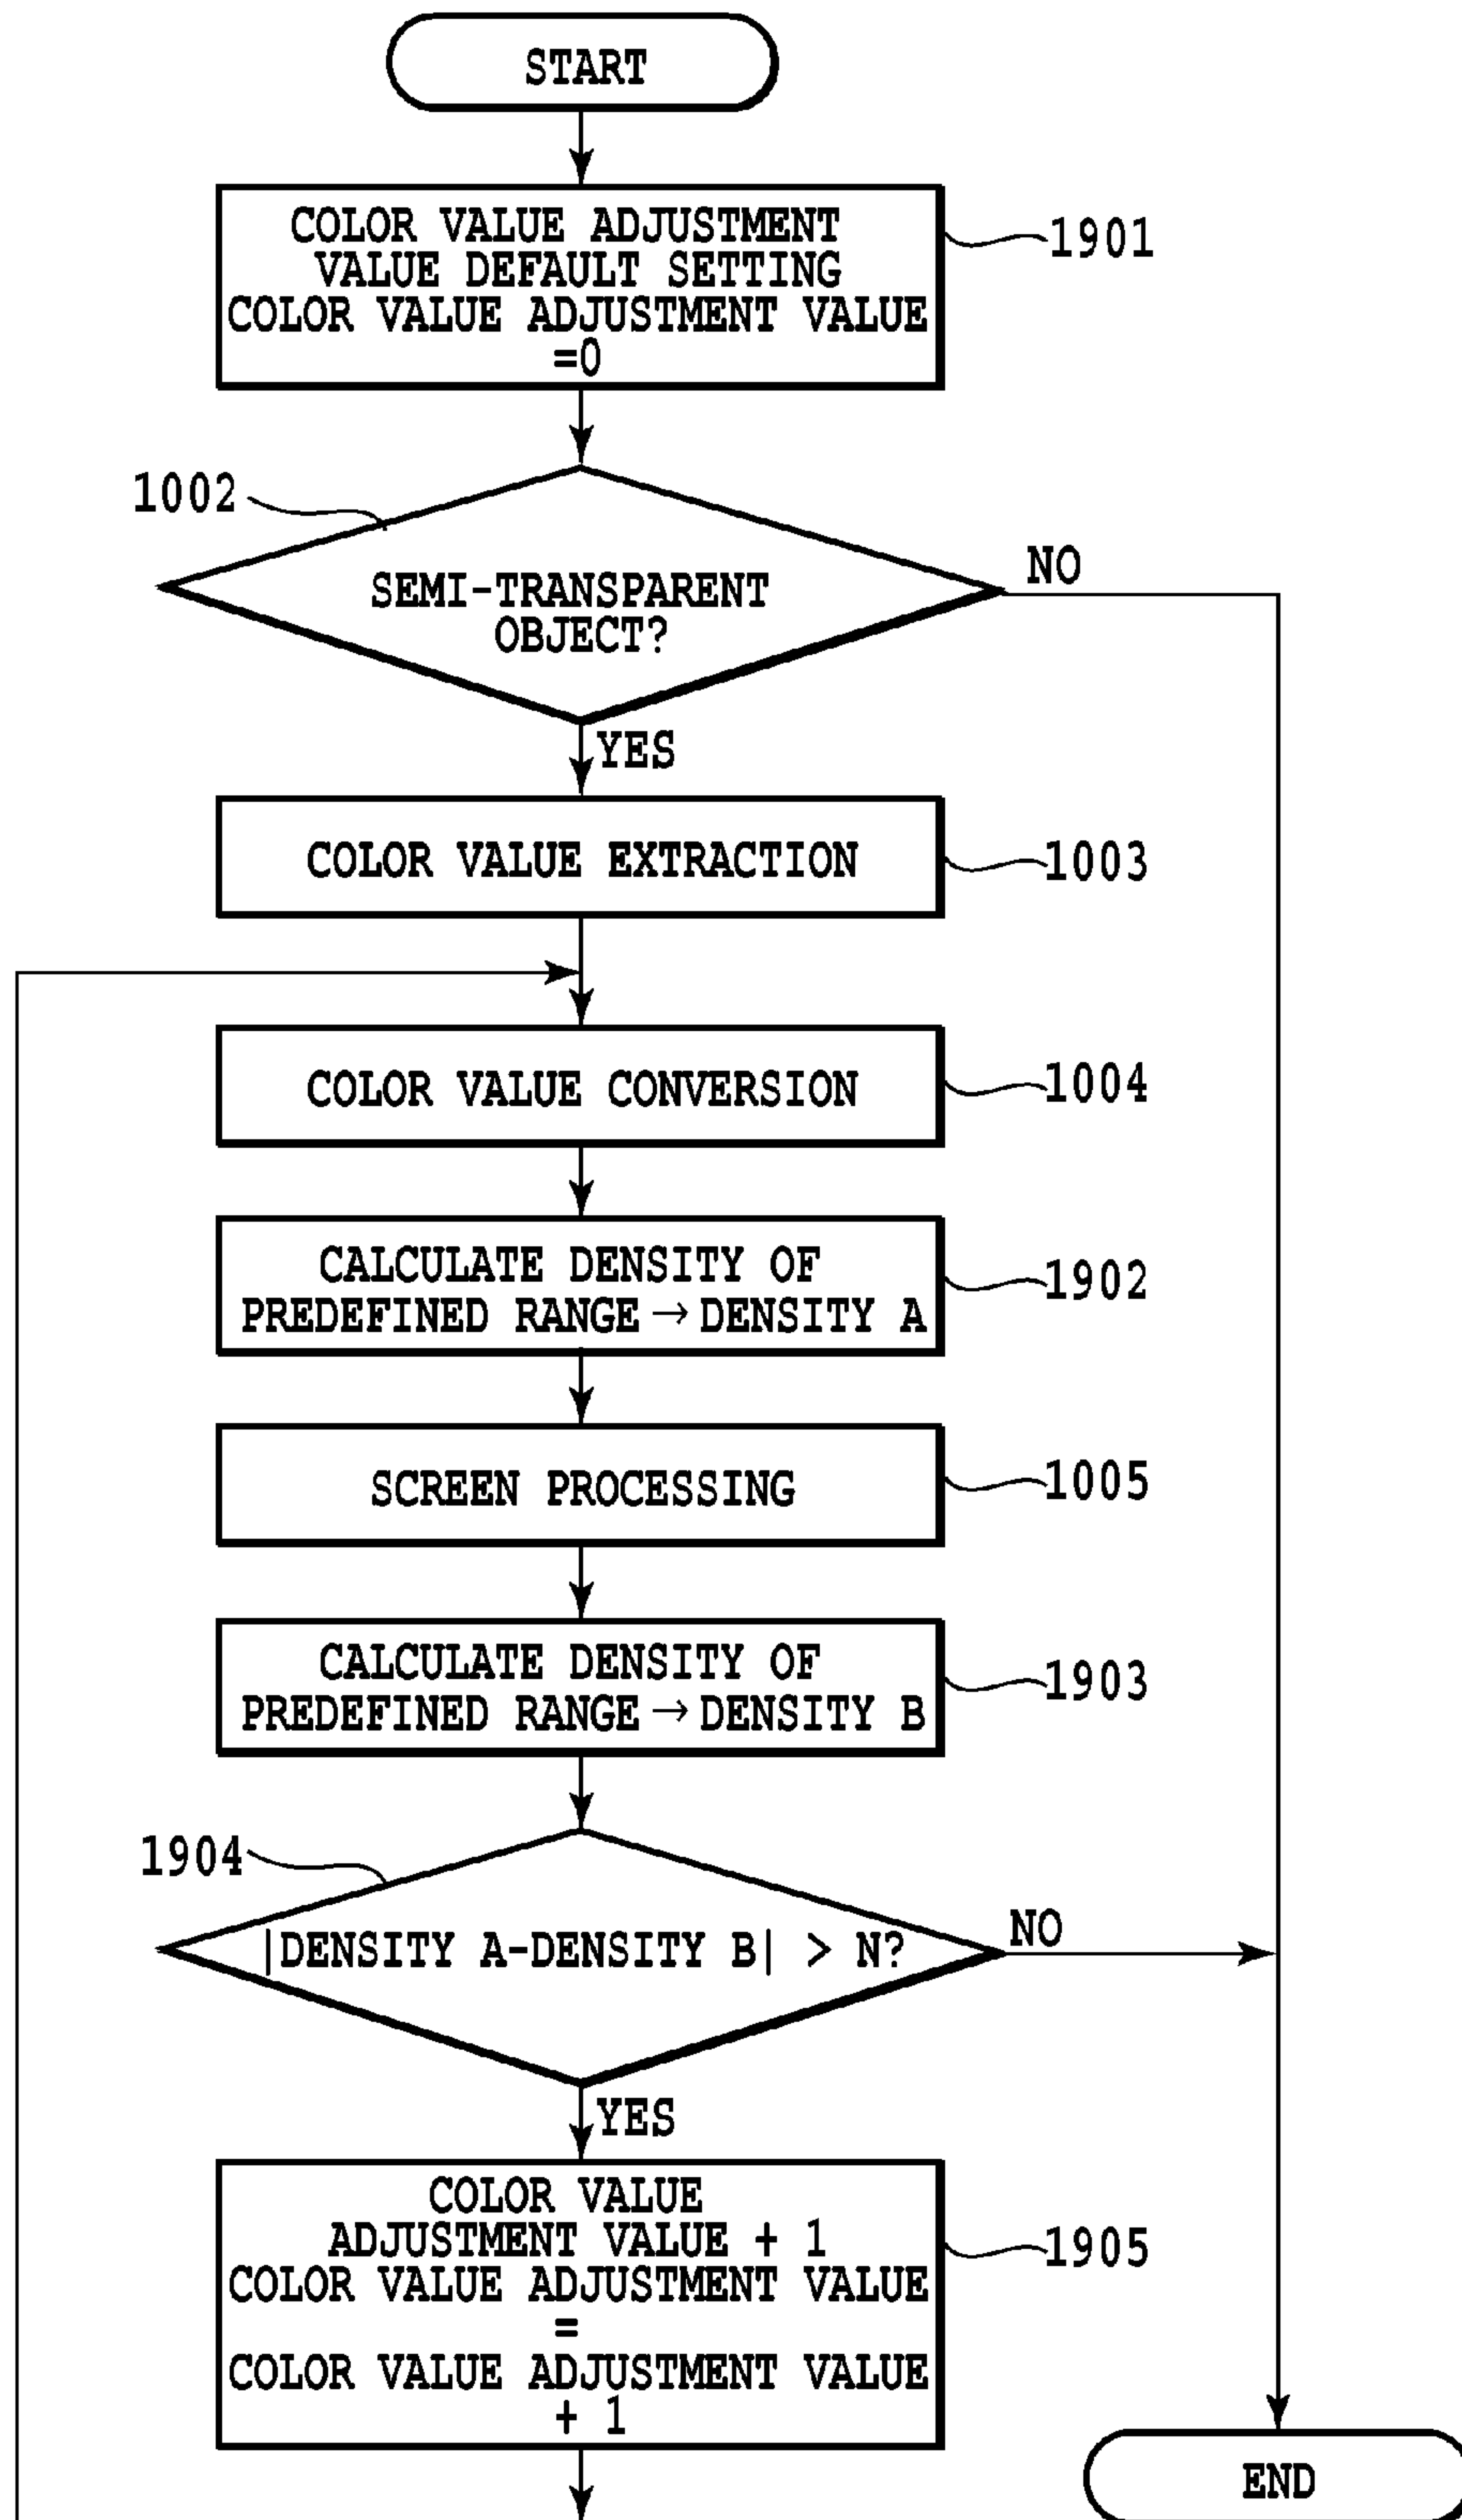 START
COLOR VALUE ADJUSTMENT
VALUE DEFAULT SETTING
COLOR VALUE ADJUSTMENT VALUE
=0
1901
1002
SEMI-TRANSPARENT
OBJECT?
NO
YES
COLOR VALUE EXTRACTION
1003
COLOR VALUE CONVERSION
1004
CALCULATE DENSITY OF
PREDEFINED RANGE → DENSITY A
1902
SCREEN PROCESSING
1005
CALCULATE DENSITY OF
PREDEFINED RANGE → DENSITY B
1903
1904
|DENSITY A-DENSITY B| > N?
NO
YES
COLOR VALUE
ADJUSTMENT VALUE + 1
COLOR VALUE ADJUSTMENT VALUE
=
COLOR VALUE ADJUSTMENT VALUE
+ 1
1905
END